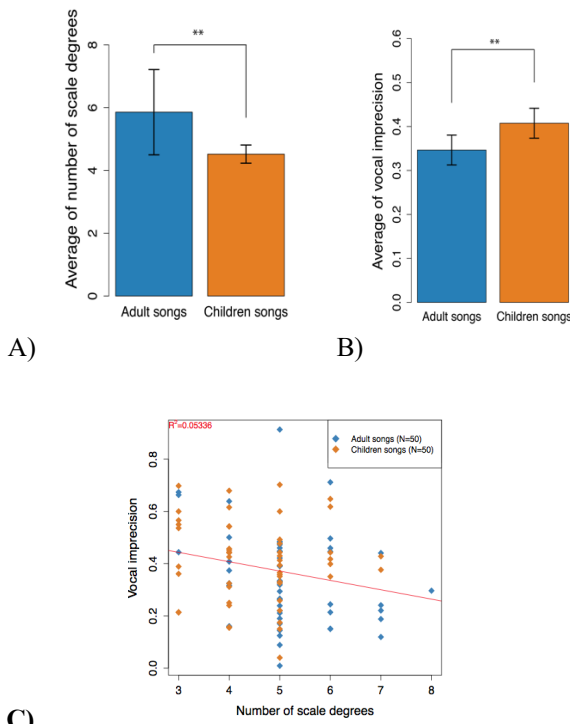 Average of number of scale degrees
8
6
4
2
0
**
Adult songs
Children songs
A)
Average of vocal imprecision
0.6
0.5
0.4
0.3
0.2
0.1
0.0
**
Adult songs
Children songs
B)
R²=0.05336
Adult songs (N=50)
Children songs (N=50)
Vocal imprecision
0.8
0.6
0.4
0.2
0.0
3 4 5 6 7 8
Number of scale degrees
C)